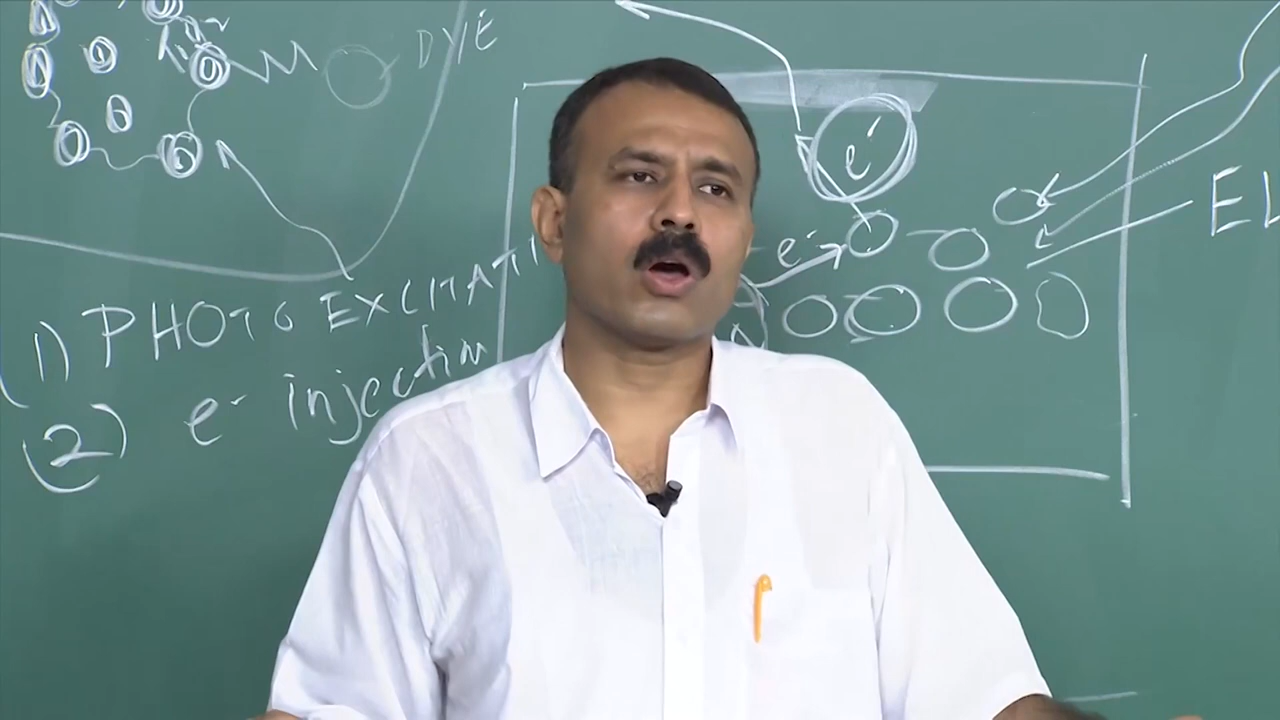 DYE
e-
e-
EL
(1) PHOTO EXCITATI
(2) e- injection